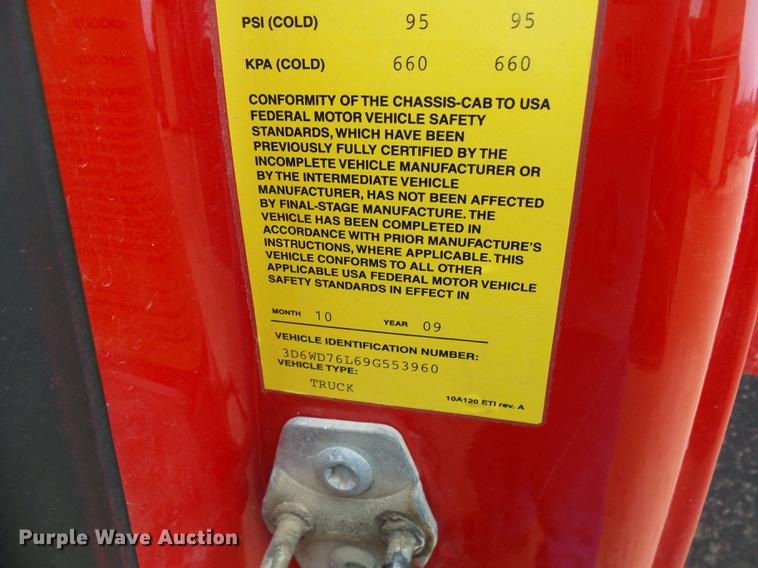 PSI (COLD) 95 95
KPA (COLD) 660 660
CONFORMITY OF THE CHASSIS-CAB TO USA
FEDERAL MOTOR VEHICLE SAFETY
STANDARDS, WHICH HAVE BEEN
PREVIOUSLY FULLY CERTIFIED BY THE
INCOMPLETE VEHICLE MANUFACTURER OR
BY THE INTERMEDIATE VEHICLE
MANUFACTURER, HAS NOT BEEN AFFECTED
BY FINAL-STAGE MANUFACTURE. THE
VEHICLE HAS BEEN COMPLETED IN
ACCORDANCE WITH PRIOR MANUFACTURE'S
INSTRUCTIONS, WHERE APPLICABLE. THIS
VEHICLE CONFORMS TO ALL OTHER
APPLICABLE USA FEDERAL MOTOR VEHICLE
SAFETY STANDARDS IN EFFECT IN
MONTH 10 YEAR 09
VEHICLE IDENTIFICATION NUMBER:
3D6WD76L69G553960
VEHICLE TYPE:
TRUCK
10A120 ETI rev. A
USA
Purple Wave Auction